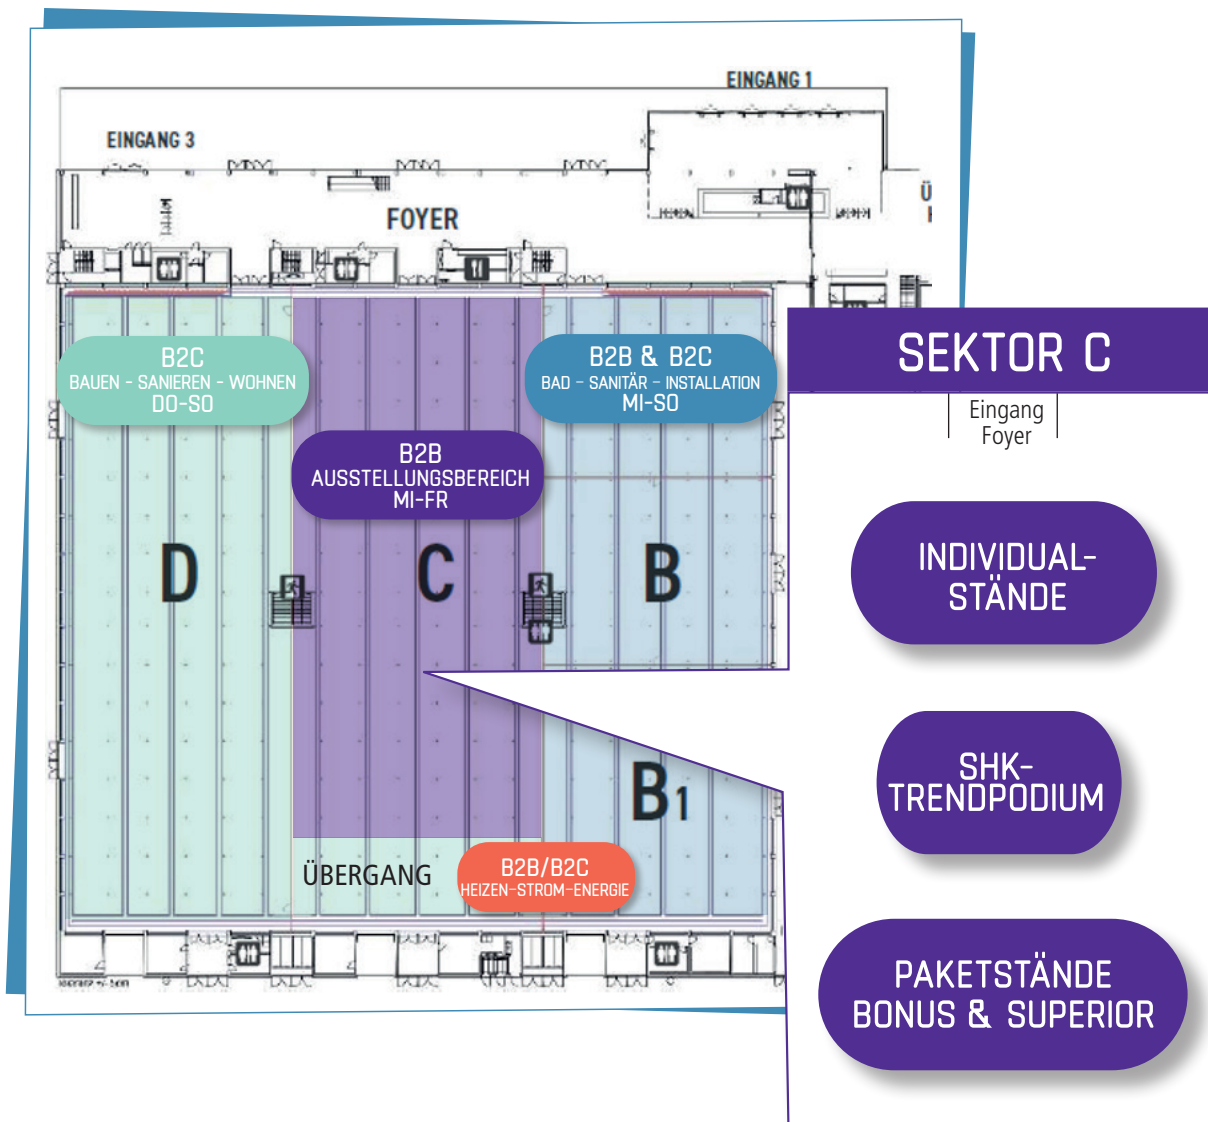 EINGANG 1
EINGANG 3
FOYER
Ü
B2C
BAUEN - SANIEREN - WOHNEN
DO-SO
B2B & B2C
BAD - SANITÄR - INSTALLATION
MI-SO
B2B
AUSSTELLUNGSBEREICH
MI-FR
D
C
B
B1
ÜBERGANG
B2B/B2C
HEIZEN-STROM-ENERGIE
SEKTOR C
Eingang
Foyer
INDIVIDUAL-
STÄNDE
SHK-
TRENDPODIUM
PAKETSTÄNDE
BONUS & SUPERIOR